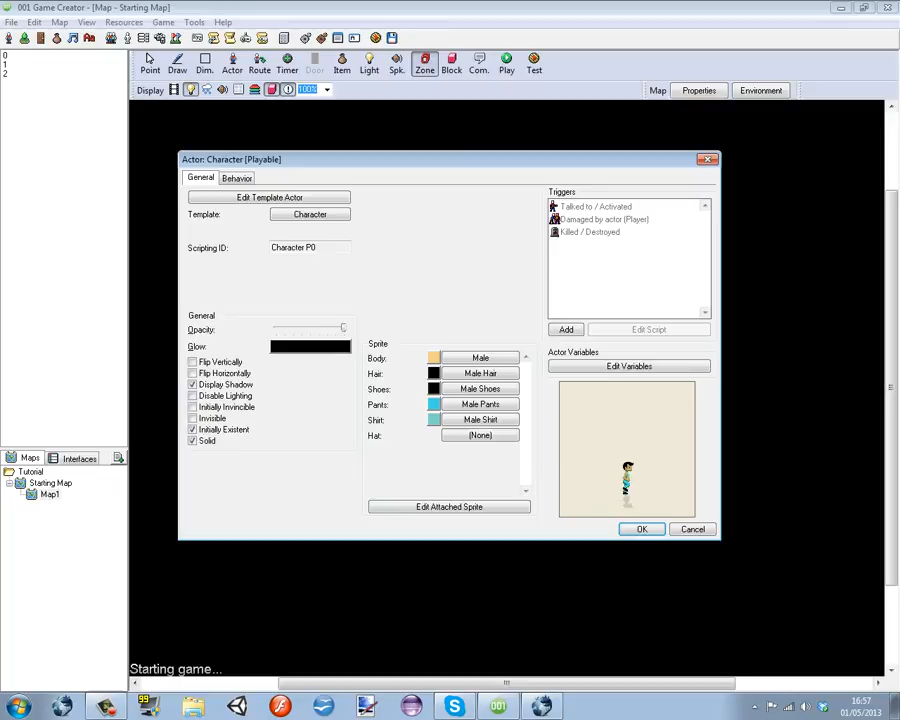 001 Game Creator - [Map - Starting Map]
File Edit Map View Resources Game Tools Help
0
1
2
Point Draw Dim. Actor Route Timer Door Item Light Spk. Zone Block Com. Play Test
Display 100% Map Properties Environment
Actor: Character [Playable]
General Behavior
Edit Template Actor
Template: Character
Scripting ID: Character P0
General
Opacity:
Glow:
Flip Vertically
Flip Horizontally
Display Shadow
Disable Lighting
Initially Invincible
Invisible
Initially Existent
Solid
Sprite
Body: Male
Hair: Male Hair
Shoes: Male Shoes
Pants: Male Pants
Shirt: Male Shirt
Hat: (None)
Edit Attached Sprite
Triggers
Talked to / Activated
Damaged by actor (Player)
Killed / Destroyed
Add Edit Script
Actor Variables
Edit Variables
OK Cancel
Maps Interfaces
Tutorial
Starting Map
Map1
Starting game...
99
001
16:57
01/05/2013